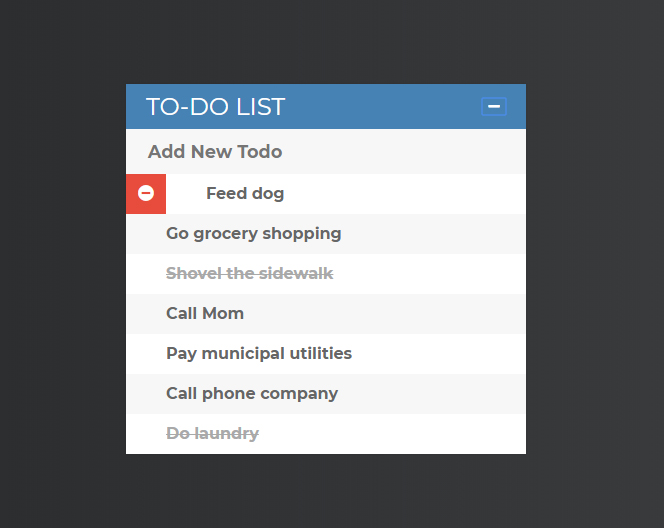 TO-DO LIST
Add New Todo
Feed dog
Go grocery shopping
Shovel the sidewalk
Call Mom
Pay municipal utilities
Call phone company
Do laundry